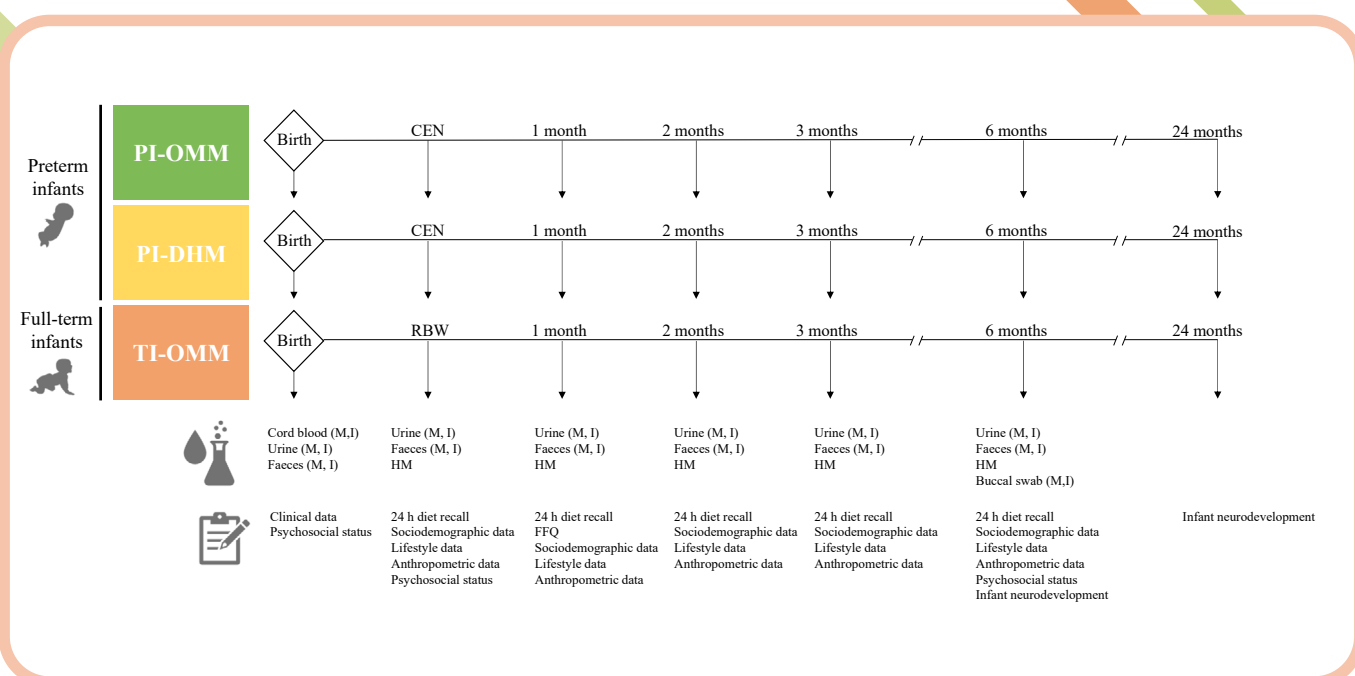 Preterm
infants
PI-OMM
Birth
CEN
1 month
2 months
3 months
6 months
24 months
PI-DHM
Birth
CEN
1 month
2 months
3 months
6 months
24 months
Full-term
infants
TI-OMM
Birth
RBW
1 month
2 months
3 months
6 months
24 months
Cord blood (M,I)
Urine (M, I)
Faeces (M, I)
Urine (M, I)
Faeces (M, I)
HM
Urine (M, I)
Faeces (M, I)
HM
Urine (M, I)
Faeces (M, I)
HM
Urine (M, I)
Faeces (M, I)
HM
Urine (M, I)
Faeces (M, I)
HM
Buccal swab (M,I)
Clinical data
Psychosocial status
24 h diet recall
Sociodemographic data
Lifestyle data
Anthropometric data
Psychosocial status
24 h diet recall
FFQ
Sociodemographic data
Lifestyle data
Anthropometric data
24 h diet recall
Sociodemographic data
Lifestyle data
Anthropometric data
24 h diet recall
Sociodemographic data
Lifestyle data
Anthropometric data
24 h diet recall
Sociodemographic data
Lifestyle data
Anthropometric data
Psychosocial status
Infant neurodevelopment
Infant neurodevelopment